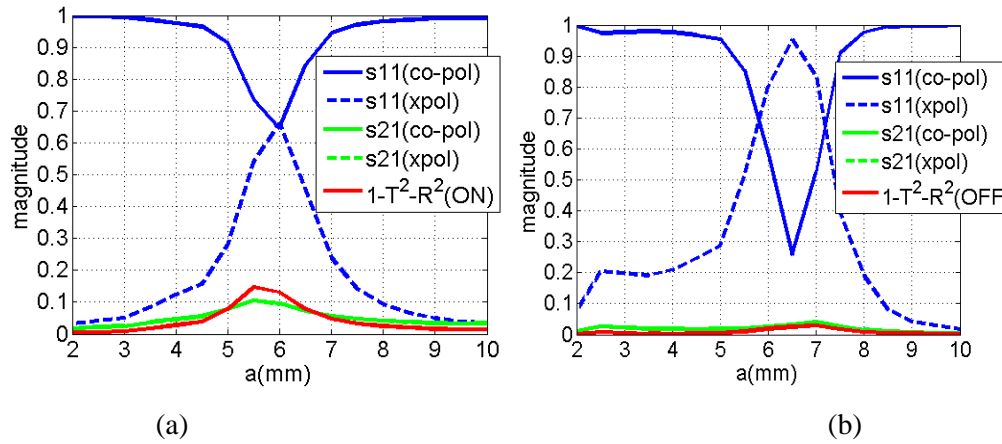 1
0.9
0.8
0.7
0.6
0.5
0.4
0.3
0.2
0.1
0
magnitude
2 3 4 5 6 7 8 9 10
a(mm)
s11(co-pol)
s11(xpol)
s21(co-pol)
s21(xpol)
1-T²-R²(ON)
(a)
1
0.9
0.8
0.7
0.6
0.5
0.4
0.3
0.2
0.1
0
magnitude
2 3 4 5 6 7 8 9 10
a(mm)
s11(co-pol)
s11(xpol)
s21(co-pol)
s21(xpol)
1-T²-R²(OFF
(b)